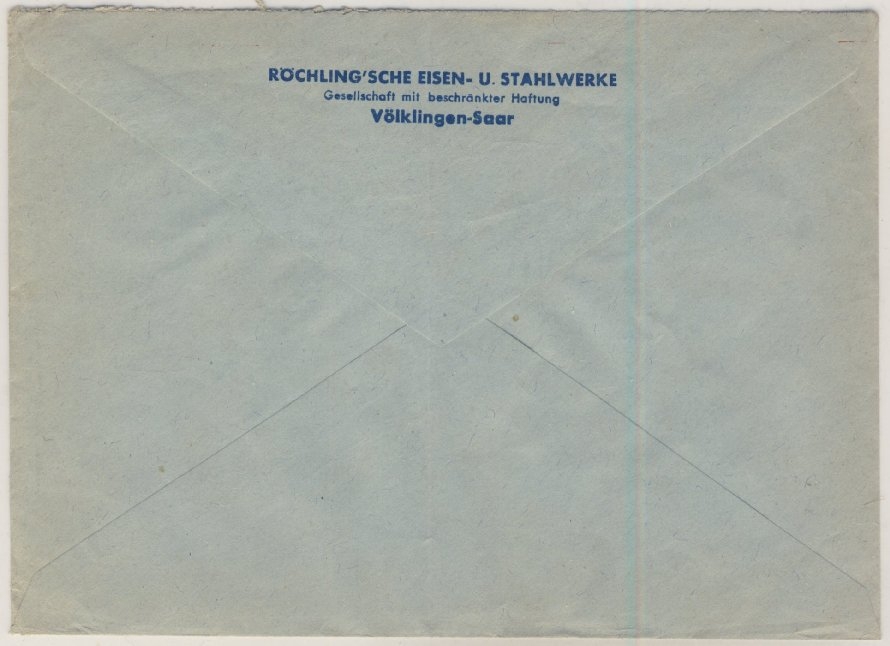 RÖCHLING'SCHE EISEN- U. STAHLWERKE
Gesellschaft mit beschränkter Haftung
Völklingen-Saar